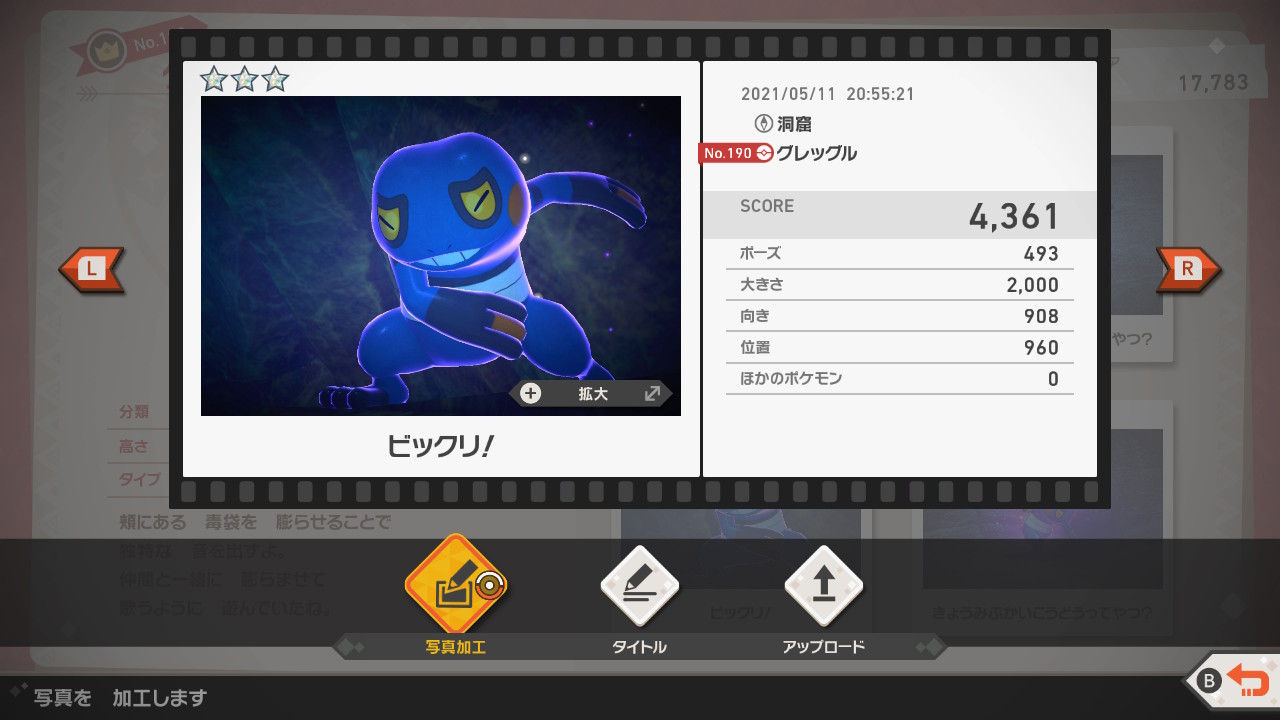 No.1
17,783
2021/05/11 20:55:21
洞窟
No.190 グレッグル
SCORE 4,361
ポーズ 493
大きさ 2,000
向き 908
位置 960
ほかのポケモン 0
拡大
ビックリ!
L
R
やつ?
分類
高さ
タイプ
頬にある 毒袋を 膨らせることで
独特な 音を出すよ。
仲間と一緒に 膨らませて
歌うように 遊んでいたむ。
ビックリ!
きょうみぶかいこうどうってやつ?
写真加工
タイトル
アップロード
写真を 加工します
B